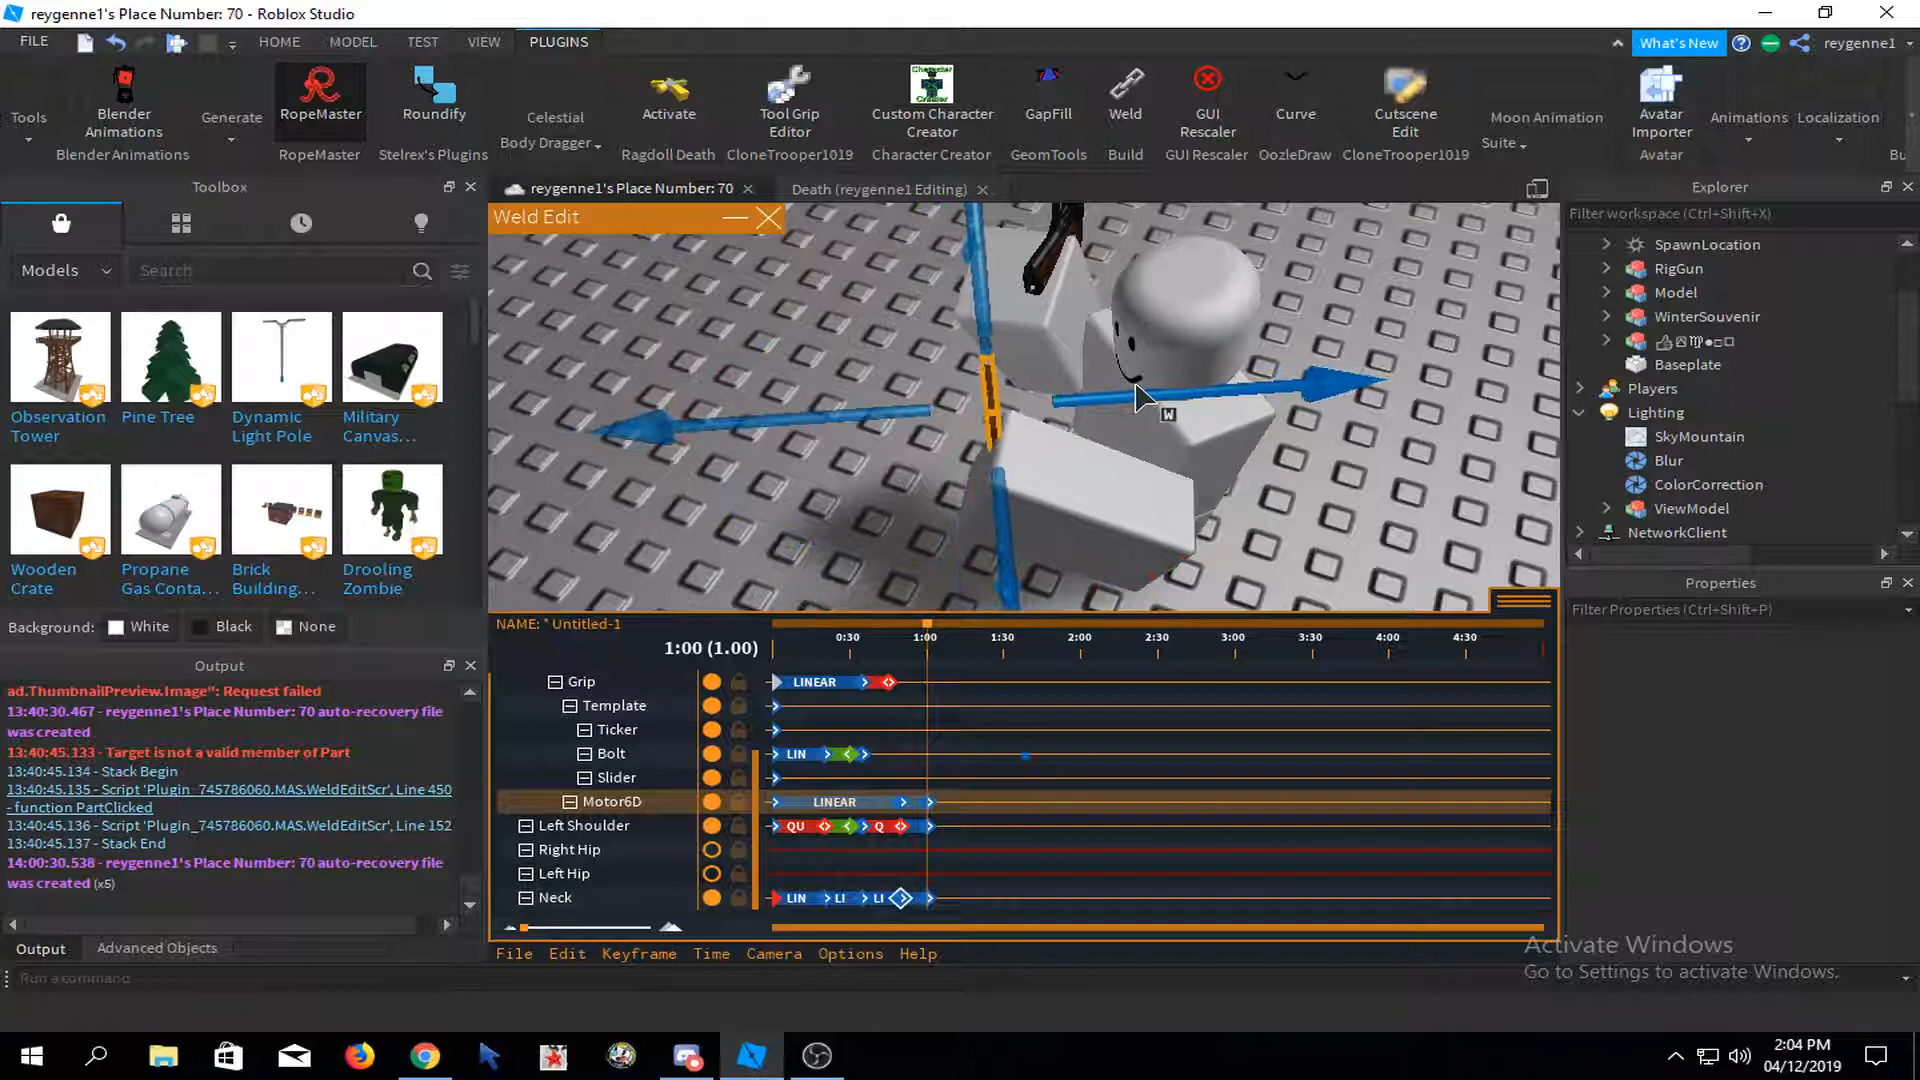 reygenne1's Place Number: 70 - Roblox Studio
FILE
HOME
MODEL
TEST
VIEW
PLUGINS
What's New
reygenne1
Tools
Blender
Animations
Blender Animations
Generate
RopeMaster
RopeMaster
Roundify
Stelrex's Plugins
Celestial
Body Dragger
Activate
Ragdoll Death
Tool Grip
Editor
CloneTrooper1019
Character
Creator
Custom Character
Creator
Character Creator
GapFill
GeomTools
Weld
Build
GUI
Rescaler
GUI Rescaler
Curve
OozleDraw
Cutscene
Edit
CloneTrooper1019
Moon Animation
Suite
Avatar
Importer
Avatar
Animations
Localization
Bu
Toolbox
reygenne1's Place Number: 70
Death (reygenne1 Editing)
Explorer
Models
Search
Observation
Tower
Pine Tree
Dynamic
Light Pole
Military
Canvas...
Wooden
Crate
Propane
Gas Conta...
Brick
Building...
Drooling
Zombie
Background:
White
Black
None
Output
ad.ThumbnailPreview.Image": Request failed
13:40:30.467 - reygenne1's Place Number: 70 auto-recovery file
was created
13:40:45.133 - Target is not a valid member of Part
13:40:45.134 - Stack Begin
13:40:45.135 - Script 'Plugin_745786060.MAS.WeldEditScr', Line 450
- function PartClicked
13:40:45.136 - Script 'Plugin_745786060.MAS.WeldEditScr', Line 152
13:40:45.137 - Stack End
14:00:30.538 - reygenne1's Place Number: 70 auto-recovery file
was created (x5)
Output
Advanced Objects
Run a command
Weld Edit
W
NAME: * Untitled-1
1:00 (1.00)
0:30
1:00
1:30
2:00
2:30
3:00
3:30
4:00
4:30
Grip
LINEAR
Template
Ticker
Bolt
LIN
Slider
Motor6D
LINEAR
Left Shoulder
QU
Q
Right Hip
Left Hip
Neck
LIN
LI
LI
File
Edit
Keyframe
Time
Camera
Options
Help
Filter workspace (Ctrl+Shift+X)
SpawnLocation
RigGun
Model
WinterSouvenir
Baseplate
Players
Lighting
SkyMountain
Blur
ColorCorrection
ViewModel
NetworkClient
Properties
Filter Properties (Ctrl+Shift+P)
Activate Windows
Go to Settings to activate Windows.
2:04 PM
04/12/2019